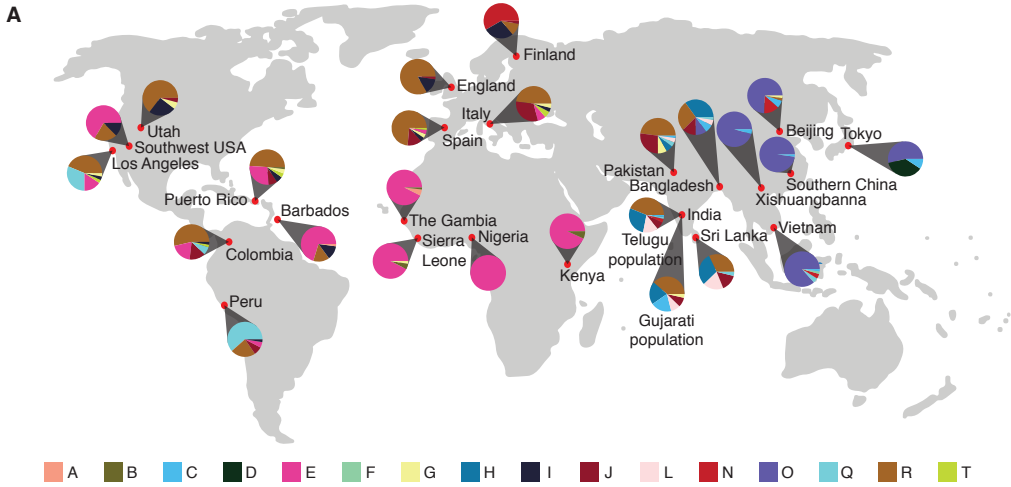 A
Finland
England
Italy
Spain
Utah
Southwest USA
Los Angeles
Puerto Rico
Barbados
Colombia
Peru
The Gambia
Sierra
Leone
Nigeria
Kenya
Pakistan
Bangladesh
Beijing
Tokyo
Southern China
Xishuangbanna
India
Sri Lanka
Vietnam
Telugu
population
Gujarati
population
A B C D E F G H I J L N O Q R T